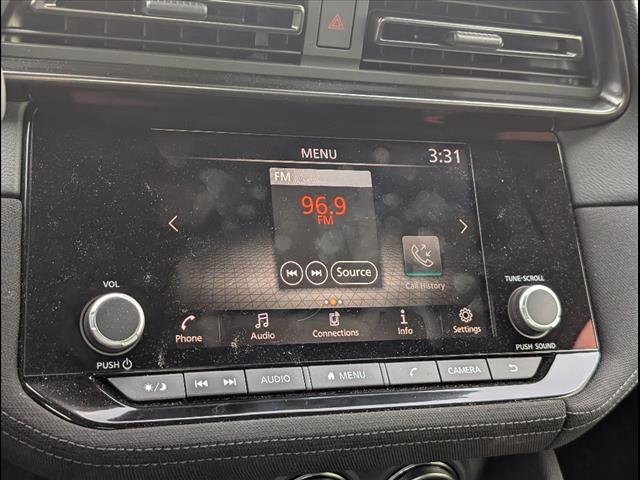 MENU 3:31
FM
96.9
FM
Source
Call History
VOL
TUNE·SCROLL
Phone Audio Connections Info Settings
PUSH
PUSH SOUND
AUDIO MENU CAMERA